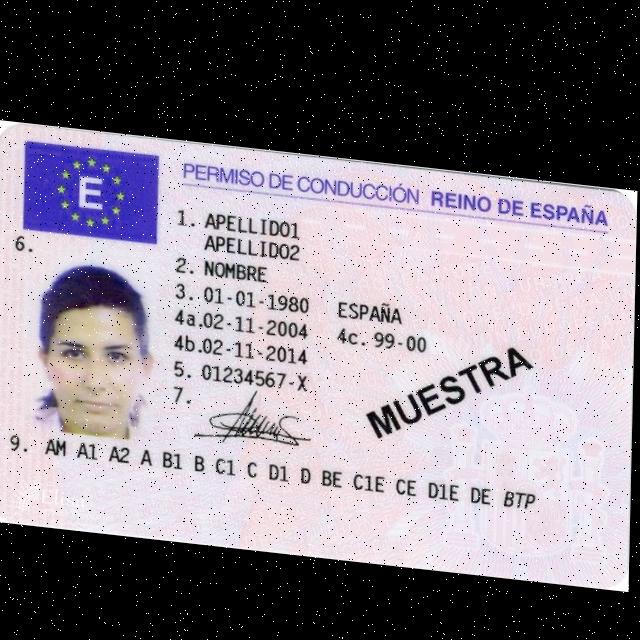 E
PERMISO DE CONDUCCIÓN REINO DE ESPAÑA
1. APELLIDO1
APELLIDO2
2. NOMBRE
3. 01-01-1980 ESPAÑA
4a.02-11-2004 4c. 99-00
4b.02-11-2014
5. 01234567-X
6.
7.
MUESTRA
9. AM A1 A2 A B1 B C1 C D1 D BE C1E CE D1E DE BTP